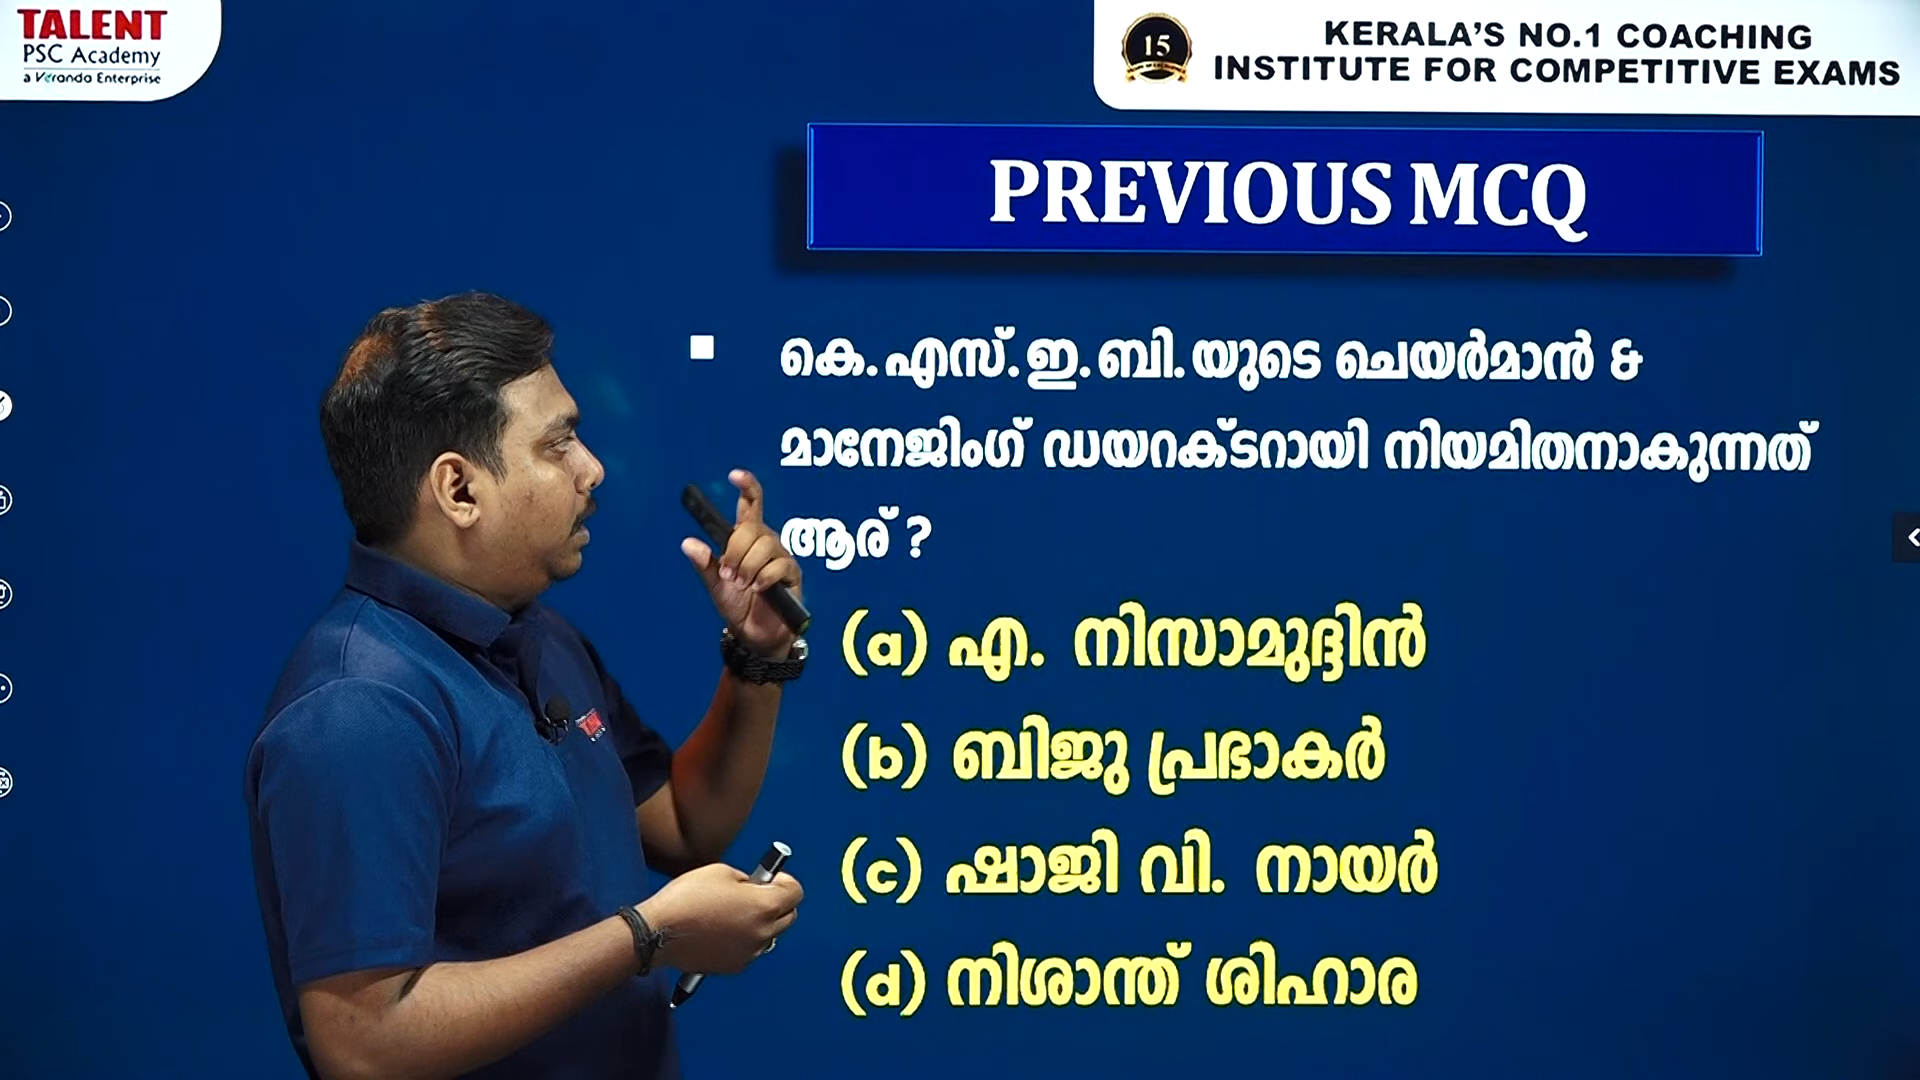 TALENT
PSC Academy
a Veranda Enterprise
15
KERALA'S NO.1 COACHING
INSTITUTE FOR COMPETITIVE EXAMS
PREVIOUS MCQ
കെ.എസ്.ഇ.ബി.യുടെ ചെയർമാൻ &
മാനേജിംഗ് ഡയറക്ടറായി നിയമിതനാകുന്നത്
ആര് ?
(a) എ. നിസാമുദ്ദിൻ
(b) ബിജു പ്രഭാകർ
(c) ഷാജി വി. നായർ
(d) നിശാന്ത് ശിഹാര